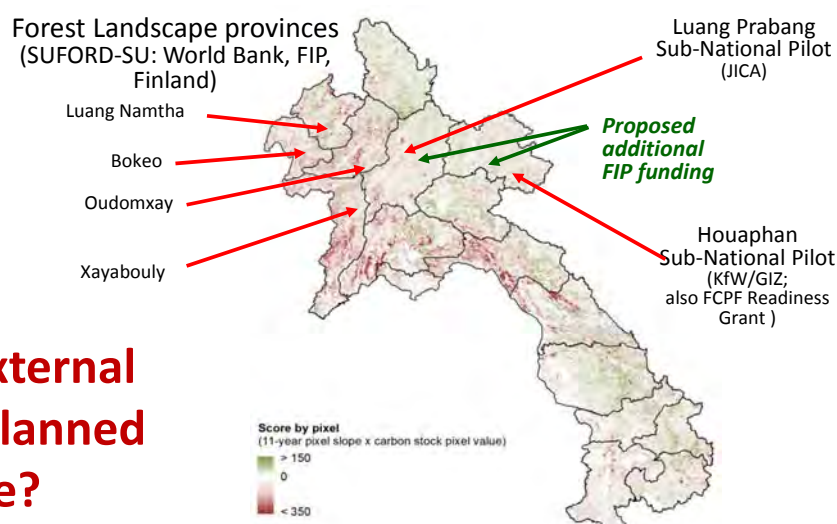 Forest Landscape provinces
(SUFORD-SU: World Bank, FIP,
Finland)
Luang Namtha
Bokeo
Oudomxay
Xayabouly
Luang Prabang
Sub-National Pilot
(JICA)
Proposed
additional
FIP funding
Houaphan
Sub-National Pilot
(KfW/GIZ;
also FCPF Readiness
Grant )
xternal
lanned
e?
Score by pixel
(11-year pixel slope x carbon stock pixel value)
> 150
0
< 350